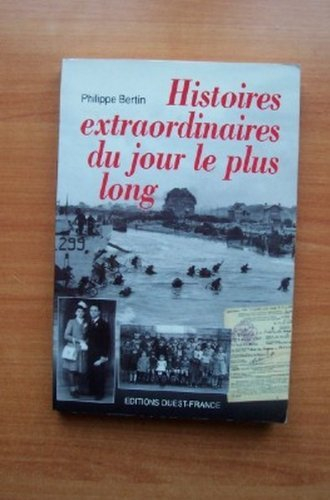 Philippe Bertin
Histoires
extraordinaires
du jour le plus
long
299
EDITIONS OUEST-FRANCE